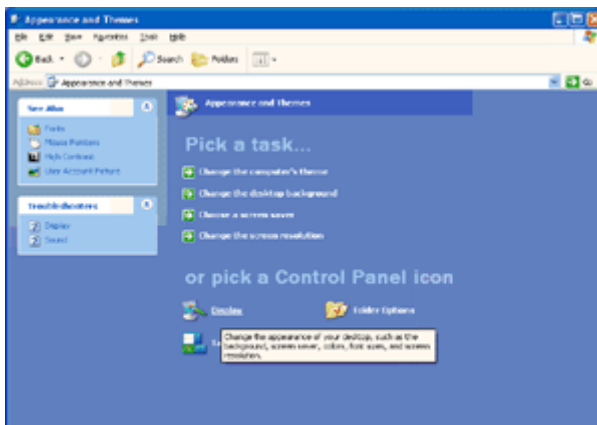 Appearance and Themes
File Edit View Favorites Tools Help
Back Search Folders
Address Appearance and Themes Go
See Also
Fonts
Mouse Pointers
High Contrast
User Account Picture
Troubleshooters
Display
Sound
Appearance and Themes
Pick a task...
Change the computer's theme
Change the desktop background
Choose a screen saver
Change the screen resolution
or pick a Control Panel icon
Display Folder Options
Change the appearance of your desktop, such as the
background, screen saver, colors, font sizes, and screen
resolution.